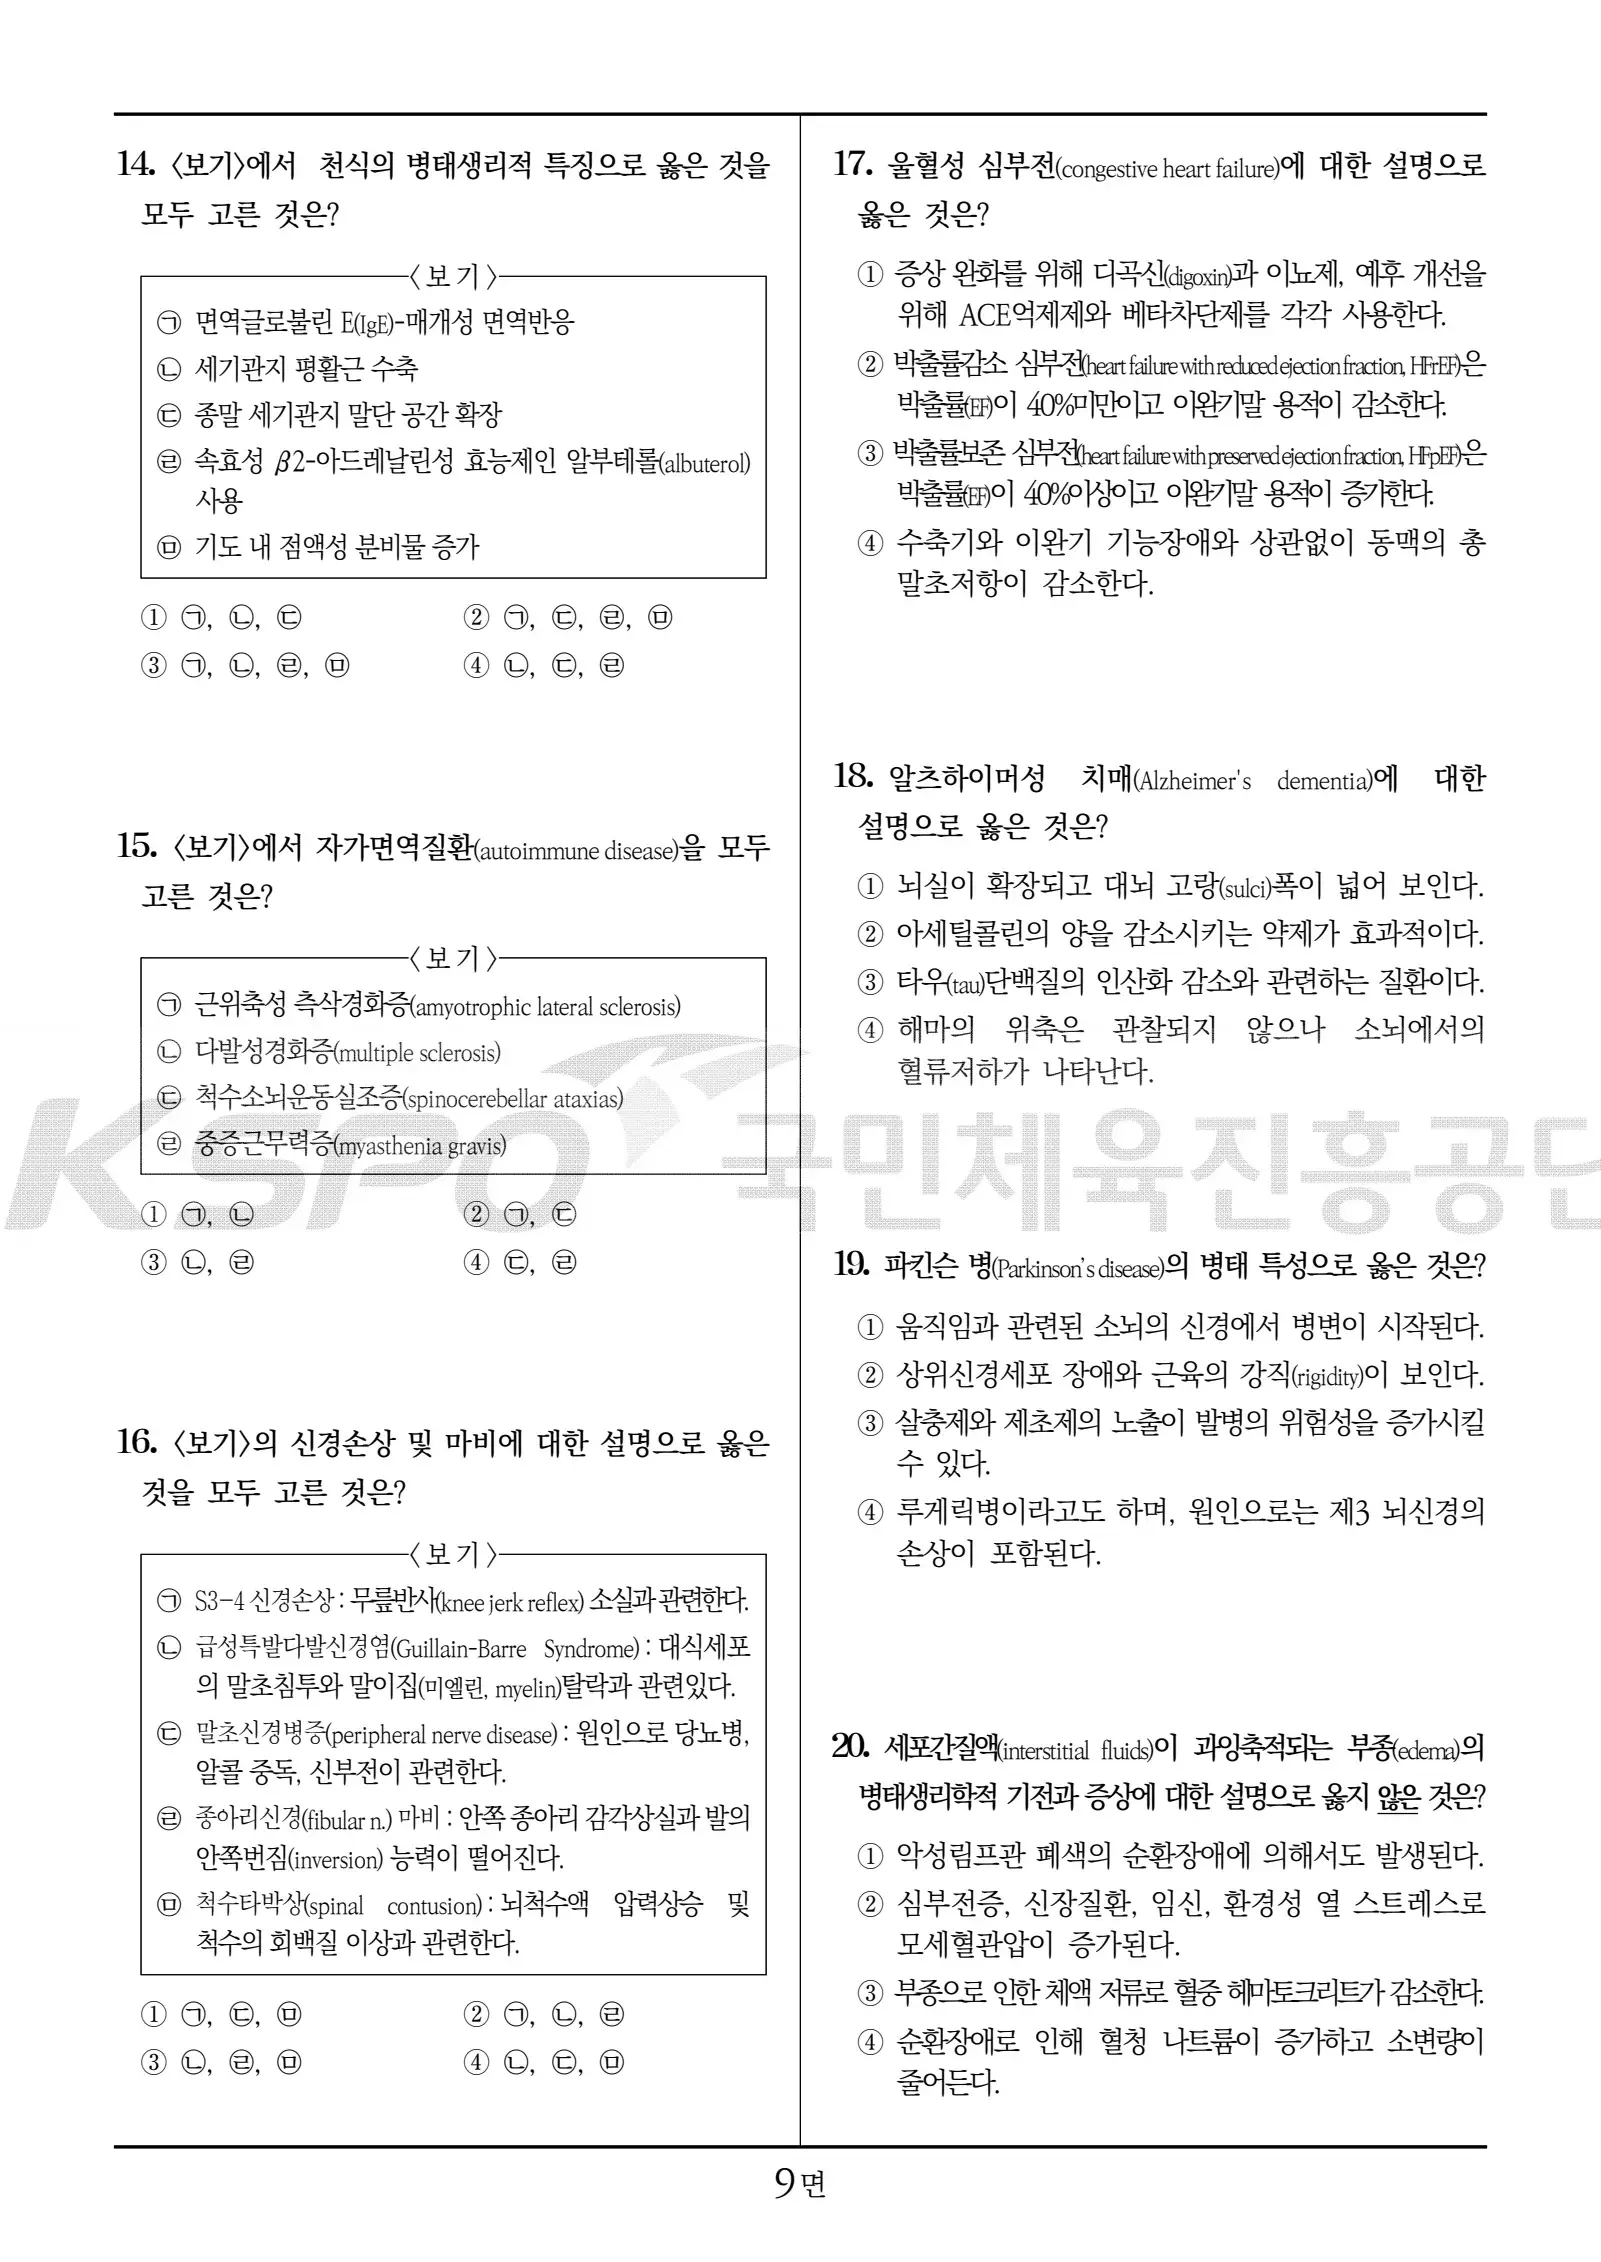 14. 〈보기〉에서 천식의 병태생리적 특징으로 옳은 것을
모두 고른 것은?
〈보기〉
㉠ 면역글로불린 E(IgE)-매개성 면역반응
㉡ 세기관지 평활근 수축
㉢ 종말 세기관지 말단 공간 확장
㉣ 속효성 β2-아드레날린성 효능제인 알부테롤(albuterol)
사용
㉤ 기도 내 점액성 분비물 증가
① ㉠, ㉡, ㉢ ② ㉠, ㉢, ㉣, ㉤
③ ㉠, ㉡, ㉣, ㉤ ④ ㉡, ㉢, ㉣
15. 〈보기〉에서 자가면역질환(autoimmune disease)을 모두
고른 것은?
〈보기〉
㉠ 근위축성 측삭경화증(amyotrophic lateral sclerosis)
㉡ 다발성경화증(multiple sclerosis)
㉢ 척수소뇌운동실조증(spinocerebellar ataxias)
㉣ 중증근무력증(myasthenia gravis)
① ㉠, ㉡ ② ㉠, ㉢
③ ㉡, ㉣ ④ ㉢, ㉣
16. 〈보기〉의 신경손상 및 마비에 대한 설명으로 옳은
것을 모두 고른 것은?
〈보기〉
㉠ S3-4 신경손상 : 무릎반사(knee jerk reflex) 소실과 관련한다.
㉡ 급성특발다발신경염(Guillain-Barre Syndrome) : 대식세포
의 말초침투와 말이집(미엘린, myelin)탈락과 관련있다.
㉢ 말초신경병증(peripheral nerve disease) : 원인으로 당뇨병,
알콜 중독, 신부전이 관련한다.
㉣ 종아리신경(fibular n.) 마비 : 안쪽 종아리 감각상실과 발의
안쪽번짐(inversion) 능력이 떨어진다.
㉤ 척수타박상(spinal contusion) : 뇌척수액 압력상승 및
척수의 회백질 이상과 관련한다.
① ㉠, ㉢, ㉤ ② ㉠, ㉡, ㉣
③ ㉡, ㉣, ㉤ ④ ㉡, ㉢, ㉤
17. 울혈성 심부전(congestive heart failure)에 대한 설명으로
옳은 것은?
① 증상 완화를 위해 디곡신(digoxin)과 이뇨제, 예후 개선을
위해 ACE억제제와 베타차단제를 각각 사용한다.
② 박출률감소 심부전(heart failure with reduced ejection fraction, HFrEF)은
박출률(EF)이 40%미만이고 이완기말 용적이 감소한다.
③ 박출률보존 심부전(heart failure with preserved ejection fraction, HFpEF)은
박출률(EF)이 40%이상이고 이완기말 용적이 증가한다.
④ 수축기와 이완기 기능장애와 상관없이 동맥의 총
말초저항이 감소한다.
18. 알츠하이머성 치매(Alzheimer's dementia)에 대한
설명으로 옳은 것은?
① 뇌실이 확장되고 대뇌 고랑(sulci)폭이 넓어 보인다.
② 아세틸콜린의 양을 감소시키는 약제가 효과적이다.
③ 타우(tau)단백질의 인산화 감소와 관련하는 질환이다.
④ 해마의 위축은 관찰되지 않으나 소뇌에서의
혈류저하가 나타난다.
KSPO 국민체육진흥공단
19. 파킨슨 병(Parkinson's disease)의 병태 특성으로 옳은 것은?
① 움직임과 관련된 소뇌의 신경에서 병변이 시작된다.
② 상위신경세포 장애와 근육의 강직(rigidity)이 보인다.
③ 살충제와 제초제의 노출이 발병의 위험성을 증가시킬
수 있다.
④ 루게릭병이라고도 하며, 원인으로는 제3 뇌신경의
손상이 포함된다.
20. 세포간질액(interstitial fluids)이 과잉축적되는 부종(edema)의
병태생리학적 기전과 증상에 대한 설명으로 옳지 않은 것은?
① 악성림프관 폐색의 순환장애에 의해서도 발생된다.
② 심부전증, 신장질환, 임신, 환경성 열 스트레스로
모세혈관압이 증가된다.
③ 부종으로 인한 체액 저류로 혈중 헤마토크리트가 감소한다.
④ 순환장애로 인해 혈청 나트륨이 증가하고 소변량이
줄어든다.
9면